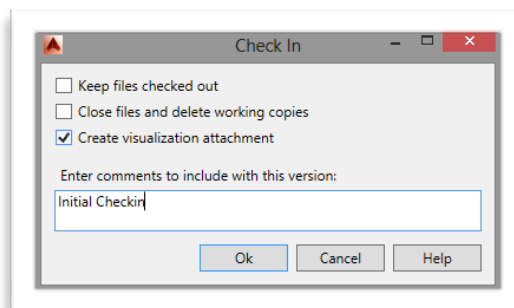 Check In
Keep files checked out
Close files and delete working copies
Create visualization attachment
Enter comments to include with this version:
Initial Checkin
Ok Cancel Help